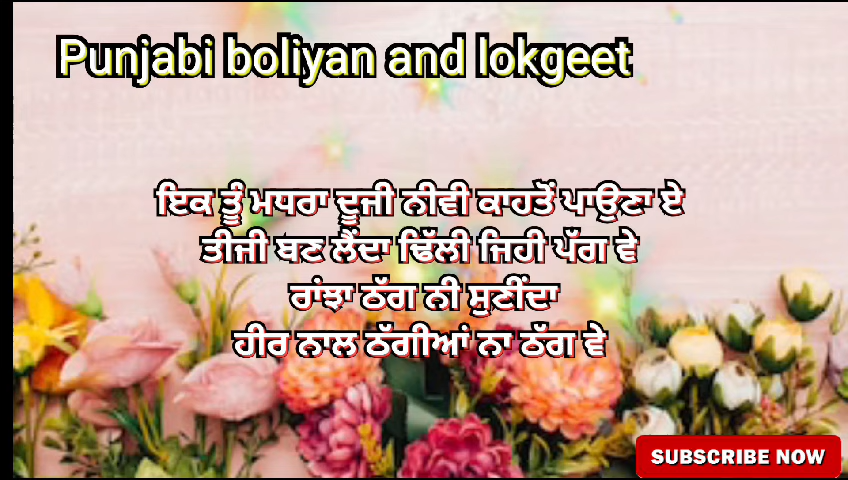 Punjabi boliyan and lokgeet
ਇਕ ਤੂੰ ਮਧਰਾ ਦੂਜੀ ਨੀਵੀ ਕਾਹਤੋਂ ਪਾਉਣਾ ਏ
ਤੀਜੀ ਬਣ ਲੈਂਦਾ ਢਿੱਲੀ ਜਿਹੀ ਪੱਗ ਵੇ
ਰਾਂਝਾ ਠੱਗ ਨੀ ਸੁਣੀਂਦਾ
ਹੀਰ ਨਾਲ ਠੱਗੀਆਂ ਨਾ ਠੱਗ ਵੇ
SUBSCRIBE NOW